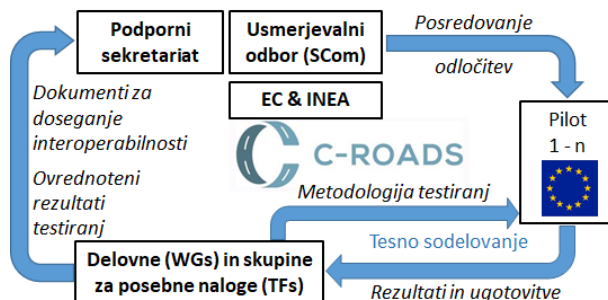 Podporni
sekretariat
Usmerjevalni
odbor (SCom)
Posredovanje
odločitev
EC & INEA
Dokumenti za
doseganje
interoperabilnosti
Ovrednoteni
rezultati
testiranj
C-ROADS
Pilot
1 - n
Metodologija testiranj
Tesno sodelovanje
Delovne (WGs) in skupine
za posebne naloge (TFs)
Rezultati in ugotovitve